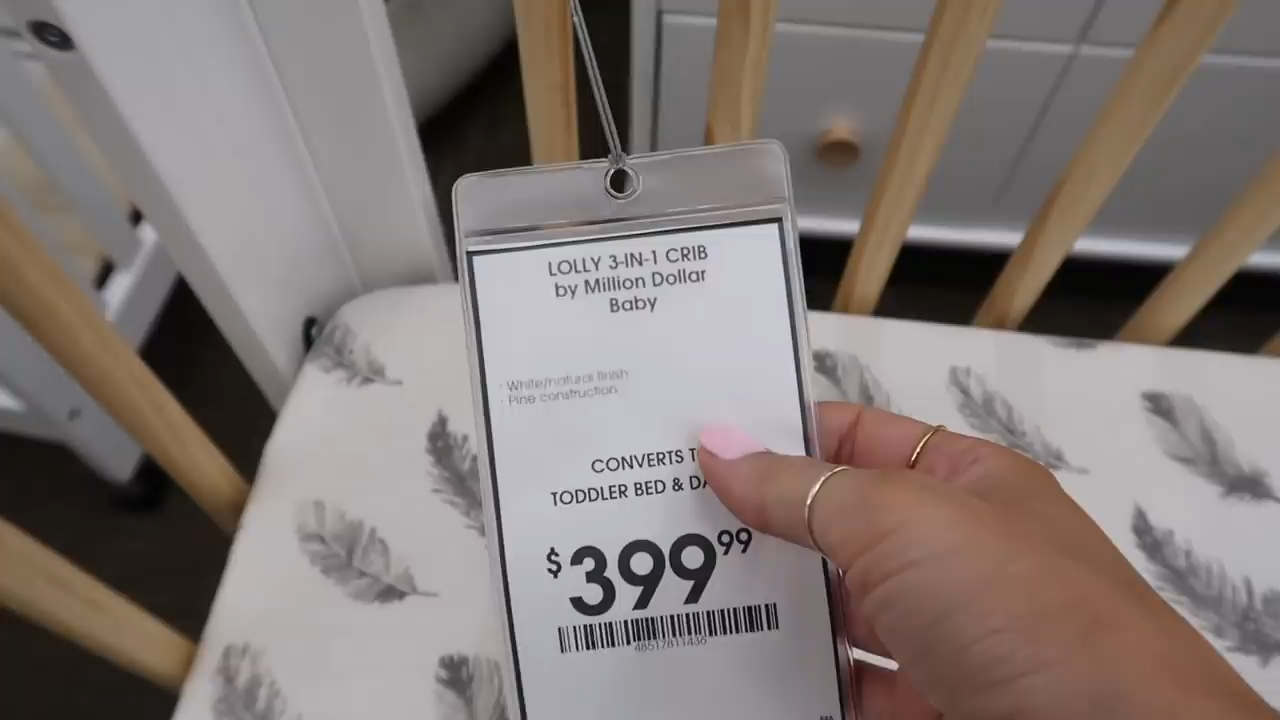 LOLLY 3-IN-1 CRIB
by Million Dollar
Baby
· White/natural finish
· Pine construction
CONVERTS T
TODDLER BED & DA
$399.99
48517811436